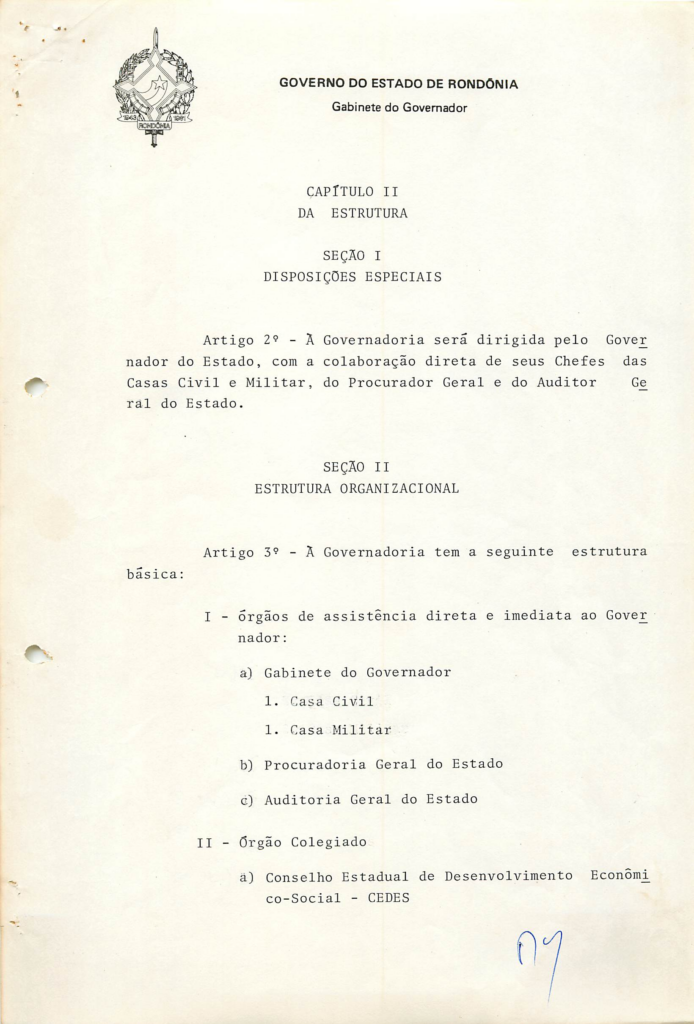 GOVERNO DO ESTADO DE RONDÔNIA
Gabinete do Governador
1943 RONDÔNIA 1981
CAPÍTULO II
DA ESTRUTURA
SEÇÃO I
DISPOSIÇÕES ESPECIAIS
Artigo 2º - À Governadoria será dirigida pelo Gover
nador do Estado, com a colaboração direta de seus Chefes das
Casas Civil e Militar, do Procurador Geral e do Auditor Ge
ral do Estado.
SEÇÃO II
ESTRUTURA ORGANIZACIONAL
Artigo 3º - À Governadoria tem a seguinte estrutura
básica:
I - órgãos de assistência direta e imediata ao Gover
nador:
a) Gabinete do Governador
1. Casa Civil
1. Casa Militar
b) Procuradoria Geral do Estado
c) Auditoria Geral do Estado
II - Órgão Colegiado
a) Conselho Estadual de Desenvolvimento Econômi
co-Social - CEDES